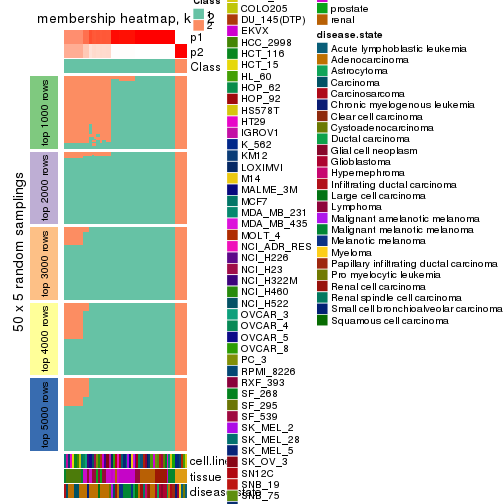 membership heatmap, k
p1
p2
Class
Class
1
2
50 x 5 random samplings
top 1000 rows
top 2000 rows
top 3000 rows
top 4000 rows
top 5000 rows
cell.line
tissue
disease.state
COLO205
DU_145(DTP)
EKVX
HCC_2998
HCT_116
HCT_15
HL_60
HOP_62
HOP_92
HS578T
HT29
IGROV1
K_562
KM12
LOXIMVI
M14
MALME_3M
MCF7
MDA_MB_231
MDA_MB_435
MOLT_4
NCI_ADR_RES
NCI_H226
NCI_H23
NCI_H322M
NCI_H460
NCI_H522
OVCAR_3
OVCAR_4
OVCAR_5
OVCAR_8
PC_3
RPMI_8226
RXF_393
SF_268
SF_295
SF_539
SK_MEL_2
SK_MEL_28
SK_MEL_5
SK_OV_3
SN12C
SNB_19
SNB_75
prostate
renal
disease.state
Acute lymphoblastic leukemia
Adenocarcinoma
Astrocytoma
Carcinoma
Carcinosarcoma
Chronic myelogenous leukemia
Clear cell carcinoma
Cystoadenocarcinoma
Ductal carcinoma
Glial cell neoplasm
Glioblastoma
Hypernephroma
Infiltrating ductal carcinoma
Large cell carcinoma
Lymphoma
Malignant amelanotic melanoma
Malignant melanotic melanoma
Melanotic melanoma
Myeloma
Papillary infiltrating ductal carcinoma
Pro myelocytic leukemia
Renal cell carcinoma
Renal spindle cell carcinoma
Small cell bronchioalveolar carcinoma
Squamous cell carcinoma